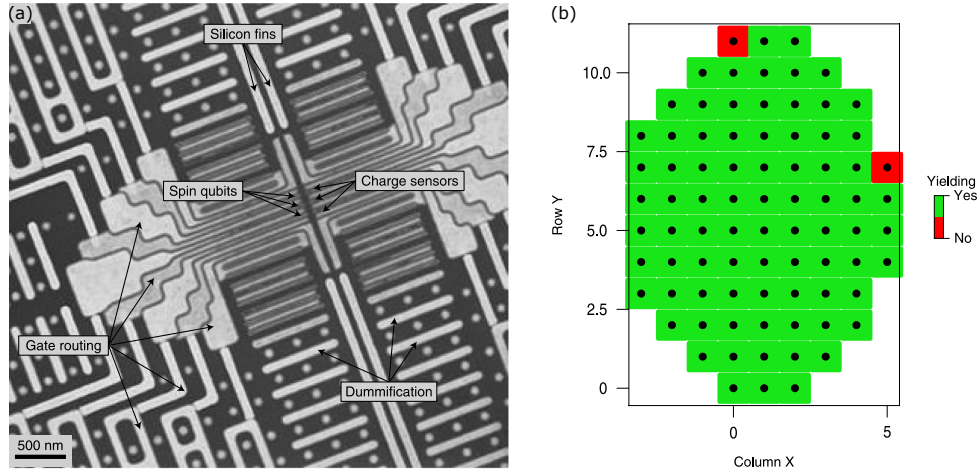 (a)
Silicon fins
Spin qubits
Charge sensors
Gate routing
Dummification
500 nm
(b)
10.0
7.5
5.0
2.5
0
Row Y
0
5
Column X
Yielding
Yes
No